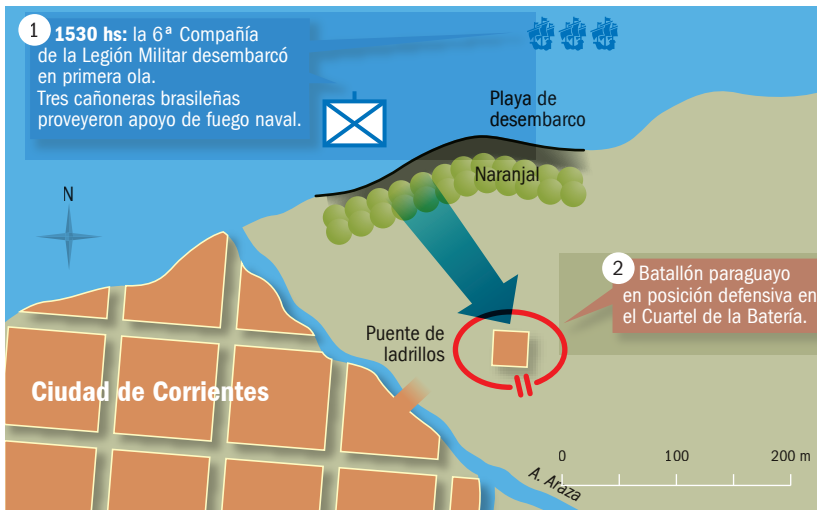 1
1530 hs: la 6ª Compañía
de la Legión Militar desembarcó
en primera ola.
Tres cañoneras brasileñas
proveyeron apoyo de fuego naval.
Playa de
desembarco
Naranjal
N
2
Batallón paraguayo
en posición defensiva en
el Cuartel de la Batería.
Puente de
ladrillos
Ciudad de Corrientes
0 100 200 m
A. Araza